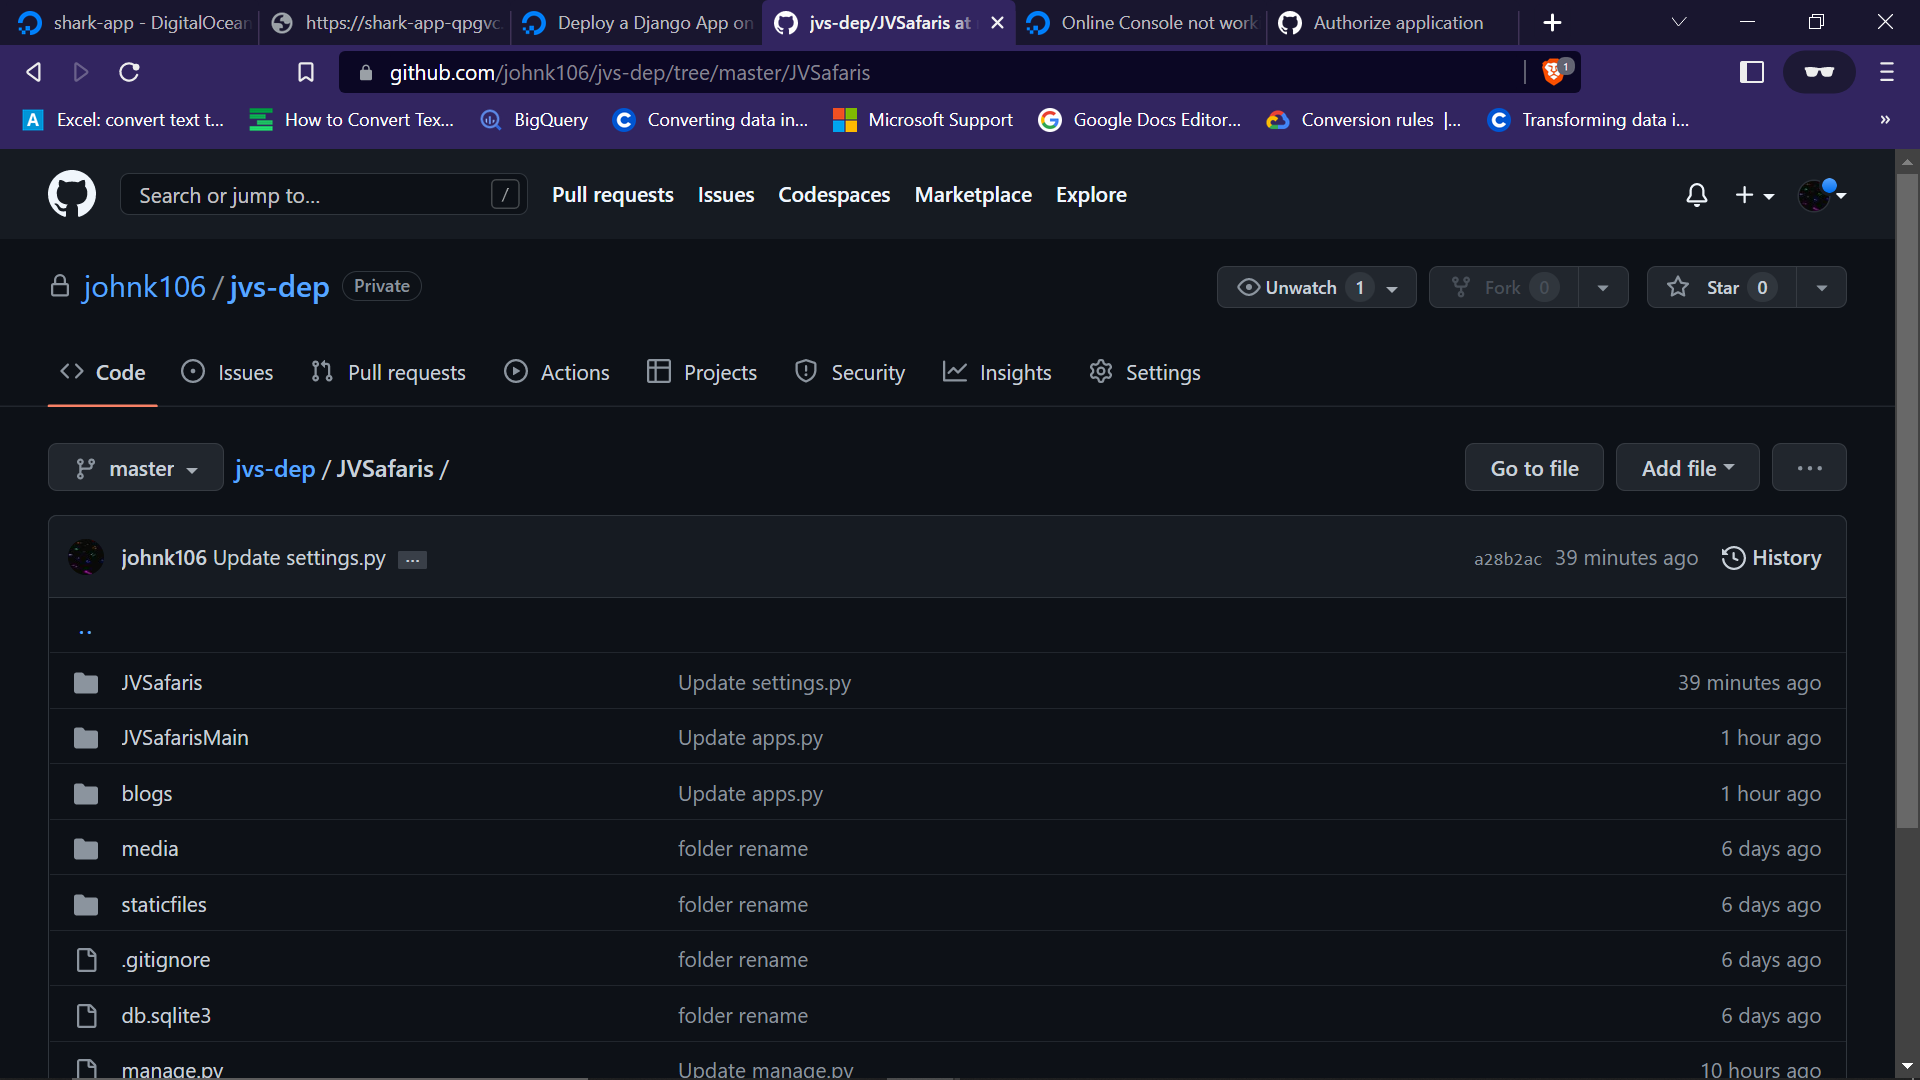 shark-app - DigitalOcean
https://shark-app-qpgvc.
Deploy a Django App on
jvs-dep/JVSafaris at
Online Console not work
Authorize application
github.com/johnk106/jvs-dep/tree/master/JVSafaris
1
Excel: convert text t...
How to Convert Tex...
BigQuery
Converting data in...
Microsoft Support
Google Docs Editor...
Conversion rules |...
Transforming data i...
»
Search or jump to... /
Pull requests Issues Codespaces Marketplace Explore
johnk106 / jvs-dep Private
Unwatch 1 Fork 0 Star 0
Code Issues Pull requests Actions Projects Security Insights Settings
master jvs-dep / JVSafaris /
Go to file Add file ...
johnk106 Update settings.py ... a28b2ac 39 minutes ago History
..
JVSafaris Update settings.py 39 minutes ago
JVSafarisMain Update apps.py 1 hour ago
blogs Update apps.py 1 hour ago
media folder rename 6 days ago
staticfiles folder rename 6 days ago
.gitignore folder rename 6 days ago
db.sqlite3 folder rename 6 days ago
manage.py Update manage.py 10 hours ago